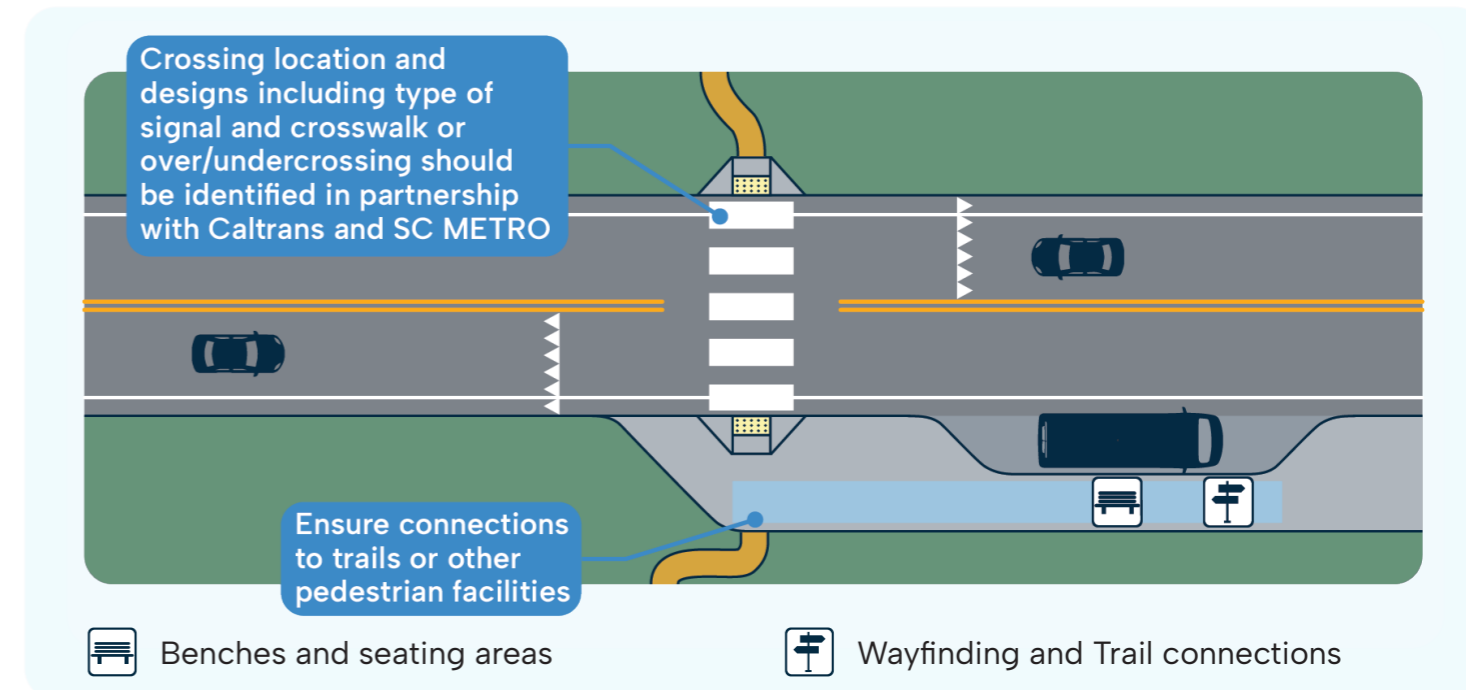 Crossing location and
designs including type of
signal and crosswalk or
over/undercrossing should
be identified in partnership
with Caltrans and SC METRO
Ensure connections
to trails or other
pedestrian facilities
Benches and seating areas
Wayfinding and Trail connections